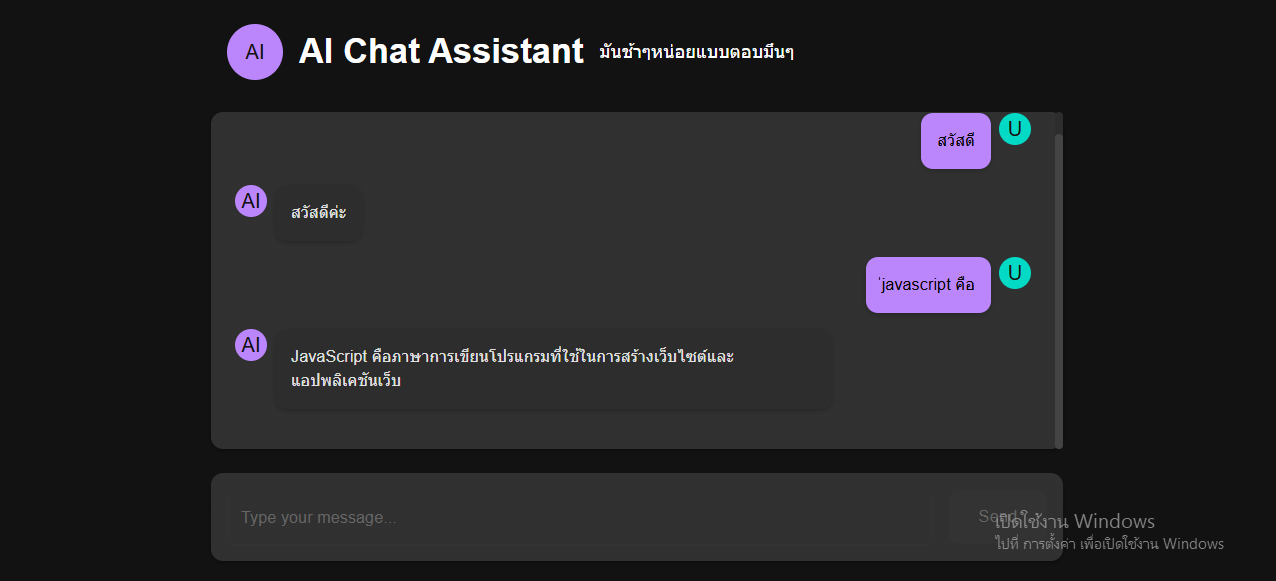 AI
AI Chat Assistant มันช้าๆหน่อยแบบตอบมึนๆ
สวัสดี
U
AI
สวัสดีค่ะ
'javascript คือ
U
AI
JavaScript คือภาษาการเขียนโปรแกรมที่ใช้ในการสร้างเว็บไซต์และ
แอปพลิเคชันเว็บ
Type your message...
Send
เปิดใช้งาน Windows
ไปที่ การตั้งค่า เพื่อเปิดใช้งาน Windows